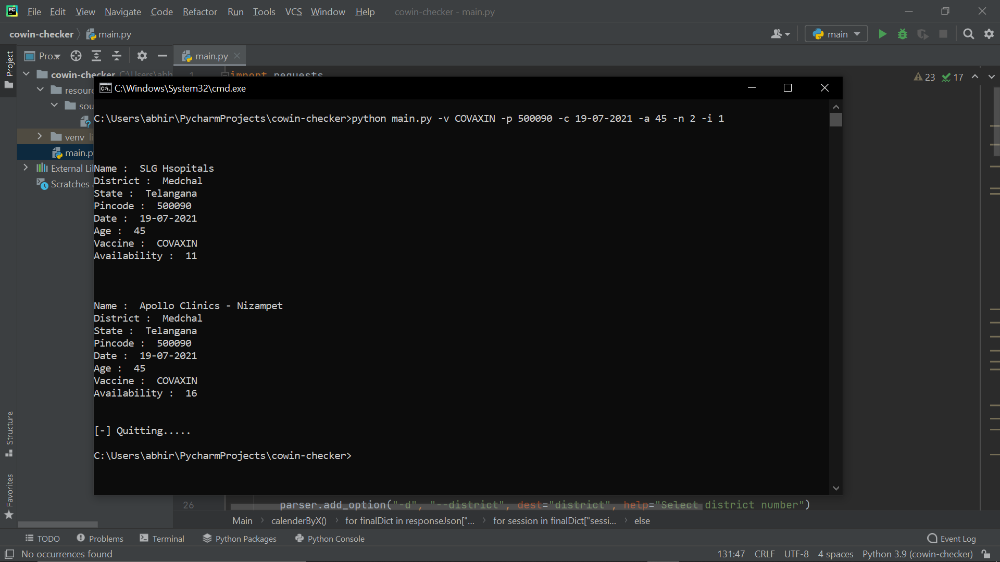 File Edit View Navigate Code Refactor Run Tools VCS Window Help cowin-checker - main.py
cowin-checker main.py
main
Pro... main.py
Project
cowin-checker C:\Users\abh
1 import requests
23 17
resourc
sou
venv li
main.p
External Li
Scratches
C:\Windows\System32\cmd.exe
C:\Users\abhir\PycharmProjects\cowin-checker>python main.py -v COVAXIN -p 500090 -c 19-07-2021 -a 45 -n 2 -i 1
Name :  SLG Hsopitals
District :  Medchal
State :  Telangana
Pincode :  500090
Date :  19-07-2021
Age :  45
Vaccine :  COVAXIN
Availability :  11
Name :  Apollo Clinics - Nizampet
District :  Medchal
State :  Telangana
Pincode :  500090
Date :  19-07-2021
Age :  45
Vaccine :  COVAXIN
Availability :  16
[-] Quitting.....
C:\Users\abhir\PycharmProjects\cowin-checker>
Structure
Favorites
26 parser.add_option("-d", "--district", dest="district", help="Select district number")
Main calenderByX() for finalDict in responseJson["... for session in finalDict["sessi... else
TODO Problems Terminal Python Packages Python Console Event Log
No occurrences found 131:47 CRLF UTF-8 4 spaces Python 3.9 (cowin-checker)